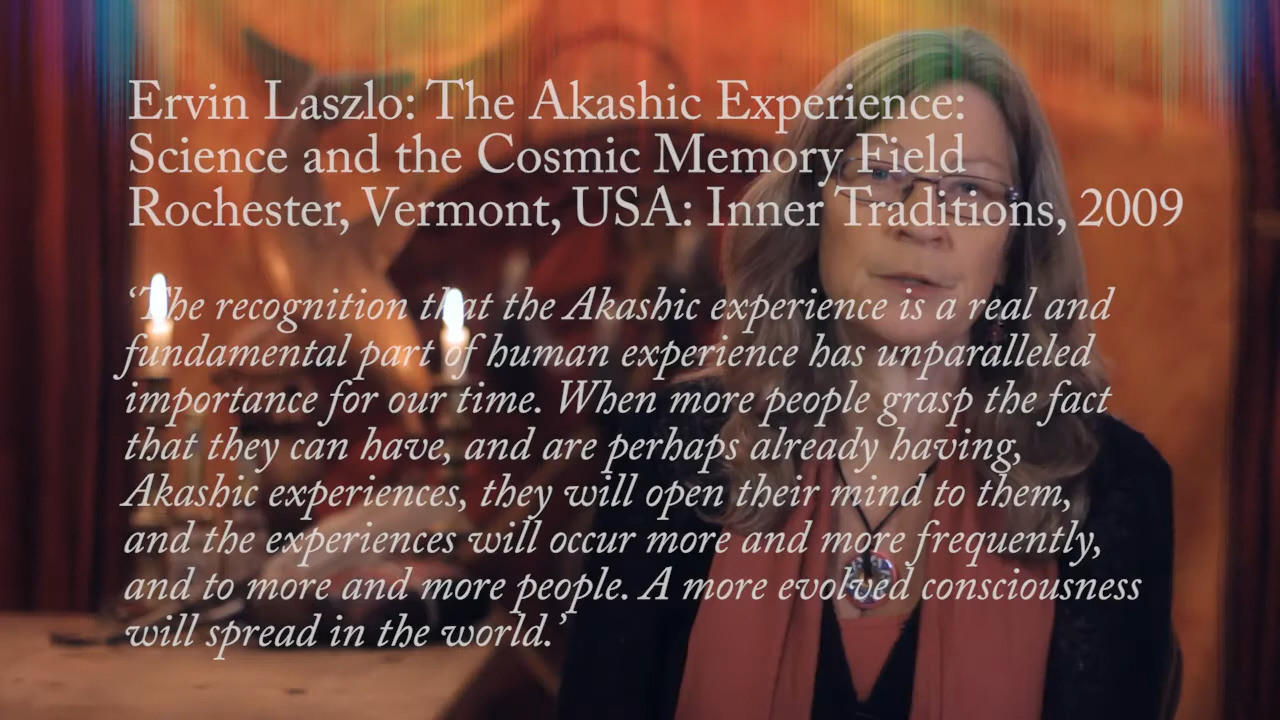 Ervin Laszlo: The Akashic Experience:
Science and the Cosmic Memory Field
Rochester, Vermont, USA: Inner Traditions, 2009
‘The recognition that the Akashic experience is a real and
fundamental part of human experience has unparalleled
importance for our time. When more people grasp the fact
that they can have, and are perhaps already having,
Akashic experiences, they will open their mind to them,
and the experiences will occur more and more frequently,
and to more and more people. A more evolved consciousness
will spread in the world.’